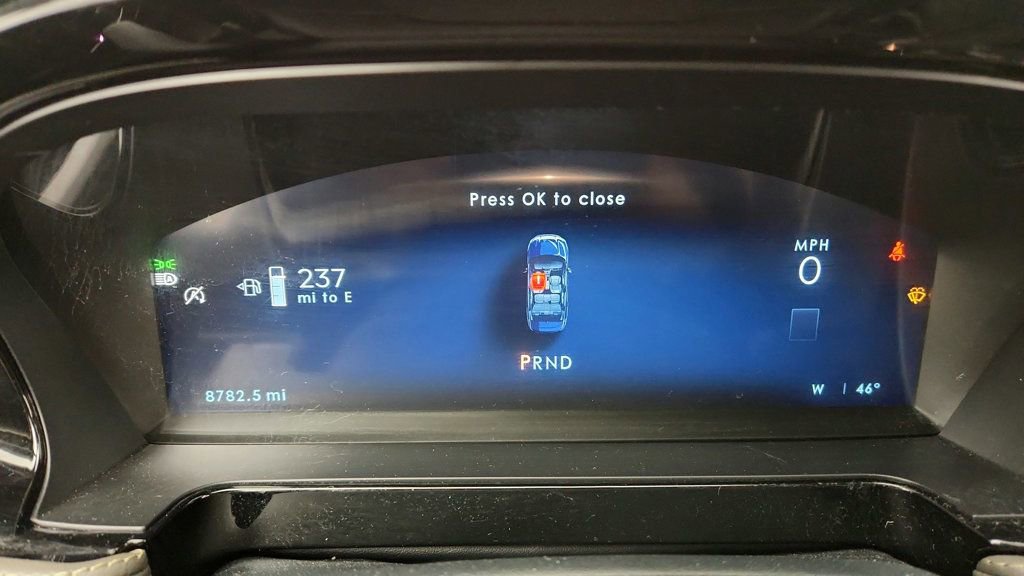 Press OK to close
MPH
0
237
mi to E
PRND
8782.5 mi
W
46°